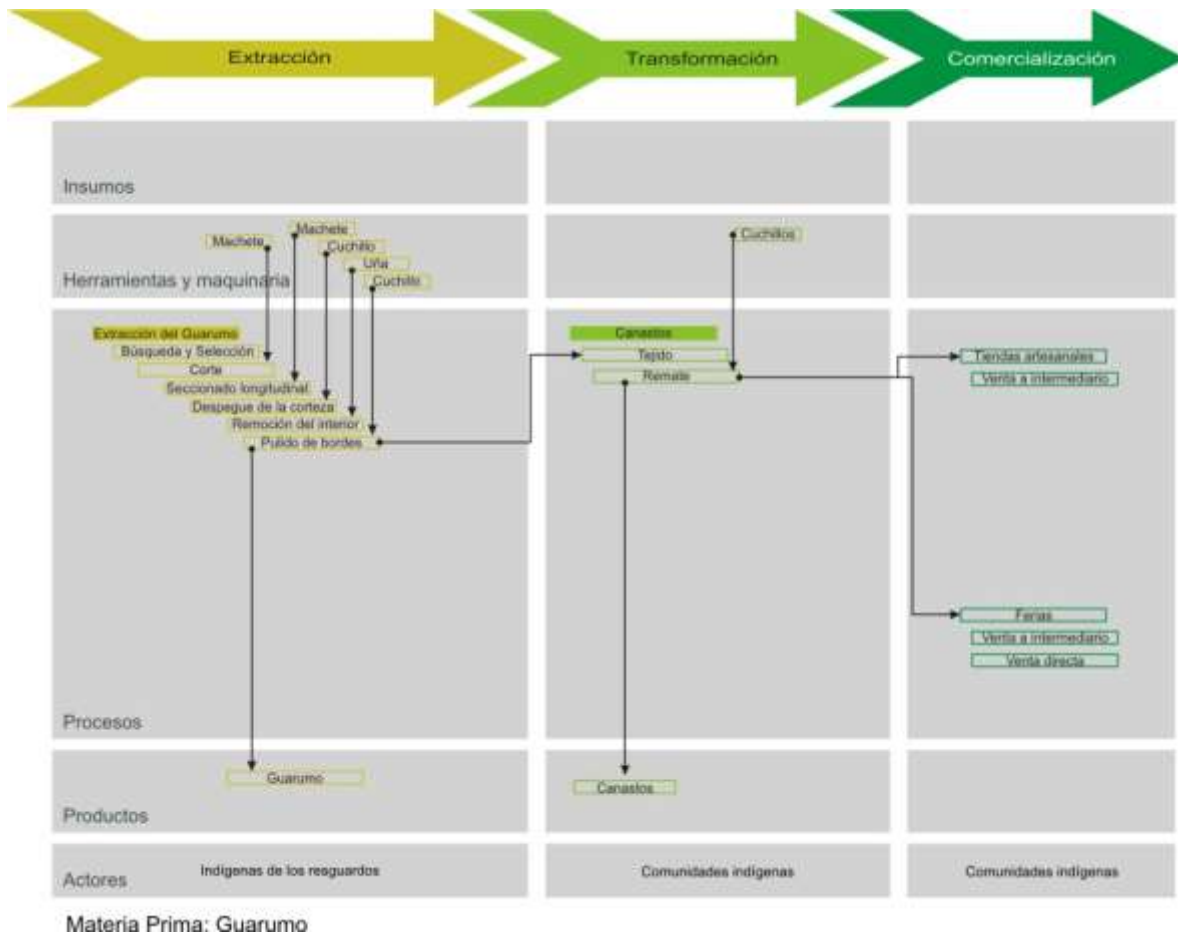 Extracción
Transformación
Comercialización
Insumos
Machete
Machete
Cuchillo
Uña
Cuchillo
Cuchillos
Herramientas y maquinaria
Extracción del Guarumo
Búsqueda y Selección
Corte
Seccionado longitudinal
Despegue de la corteza
Remoción del interior
Pulido de bordes
Canastos
Tejido
Remate
Tiendas artesanales
Venta a intermediario
Ferias
Venta a intermediario
Venta directa
Procesos
Guarumo
Canastos
Productos
Actores
Indígenas de los resguardos
Comunidades indígenas
Comunidades indígenas
Materia Prima: Guarumo